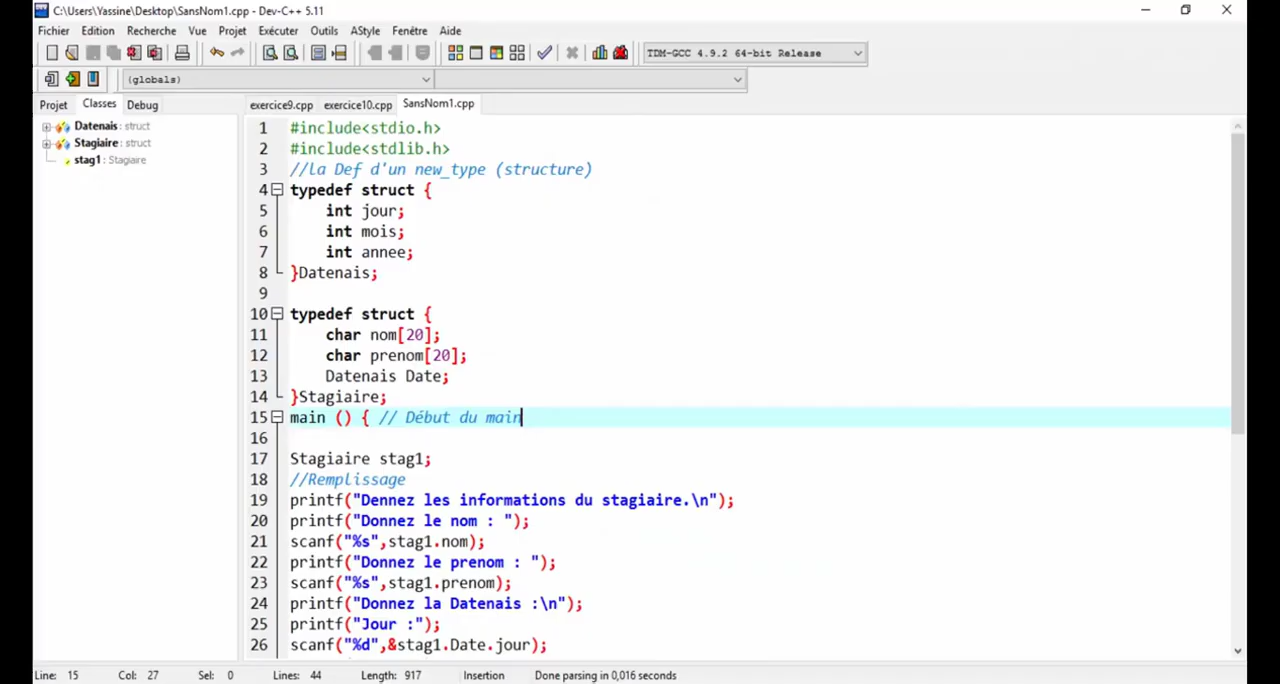 C:\Users\Yassine\Desktop\SansNom1.cpp - Dev-C++ 5.11
Fichier Edition Recherche Vue Projet Exécuter Outils AStyle Fenêtre Aide
TDM-GCC 4.9.2 64-bit Release
(globals)
Projet Classes Debug
exercice9.cpp exercice10.cpp SansNom1.cpp
Datenais : struct
Stagiaire : struct
stag1 : Stagiaire
1 #include<stdio.h>
2 #include<stdlib.h>
3 //la Def d'un new_type (structure)
4 typedef struct {
5 int jour;
6 int mois;
7 int annee;
8 }Datenais;
9
10 typedef struct {
11 char nom[20];
12 char prenom[20];
13 Datenais Date;
14 }Stagiaire;
15 main () { // Début du main
16
17 Stagiaire stag1;
18 //Remplissage
19 printf("Dennez les informations du stagiaire.\n");
20 printf("Donnez le nom : ");
21 scanf("%s",stag1.nom);
22 printf("Donnez le prenom : ");
23 scanf("%s",stag1.prenom);
24 printf("Donnez la Datenais :\n");
25 printf("Jour :");
26 scanf("%d",&stag1.Date.jour);
Line: 15 Col: 27 Sel: 0 Lines: 44 Length: 917 Insertion Done parsing in 0,016 seconds